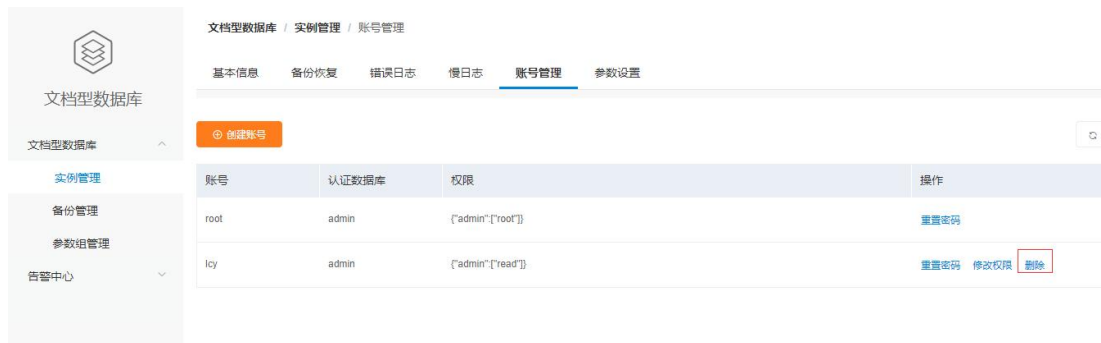 文档型数据库 / 实例管理 / 账号管理
基本信息 备份恢复 错误日志 慢日志 账号管理 参数设置
文档型数据库
文档型数据库
实例管理
备份管理
参数组管理
告警中心
创建账号
账号 认证数据库 权限 操作
root admin {"admin":["root"]} 重置密码
lcy admin {"admin":["read"]} 重置密码 修改权限 删除